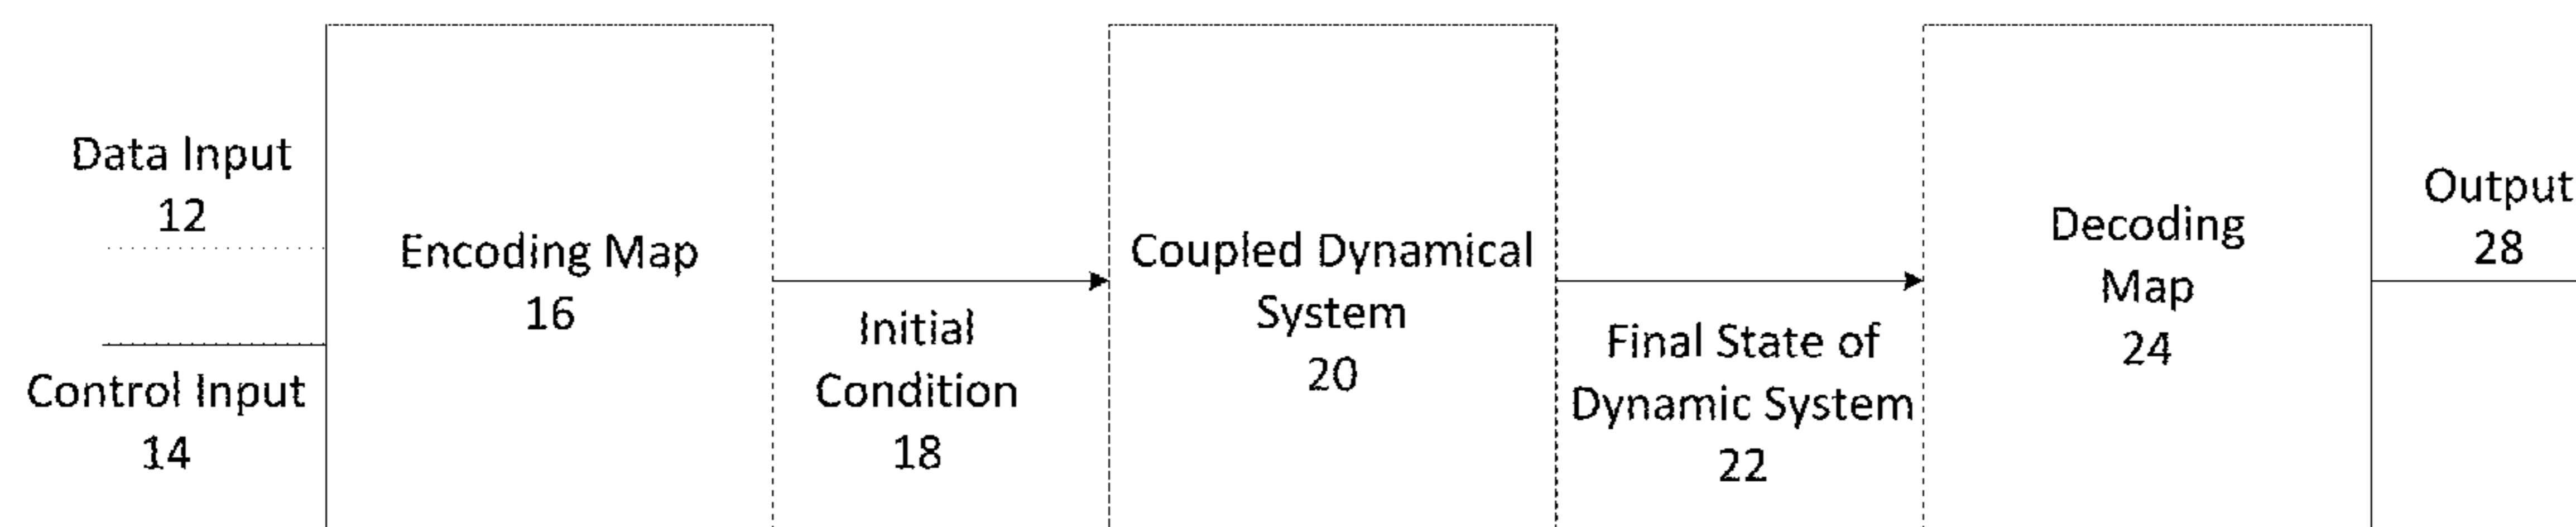 Data Input
12
Control Input
14
Encoding Map
16
Initial
Condition
18
Coupled Dynamical
System
20
Final State of
Dynamic System
22
Decoding
Map
24
Output
28